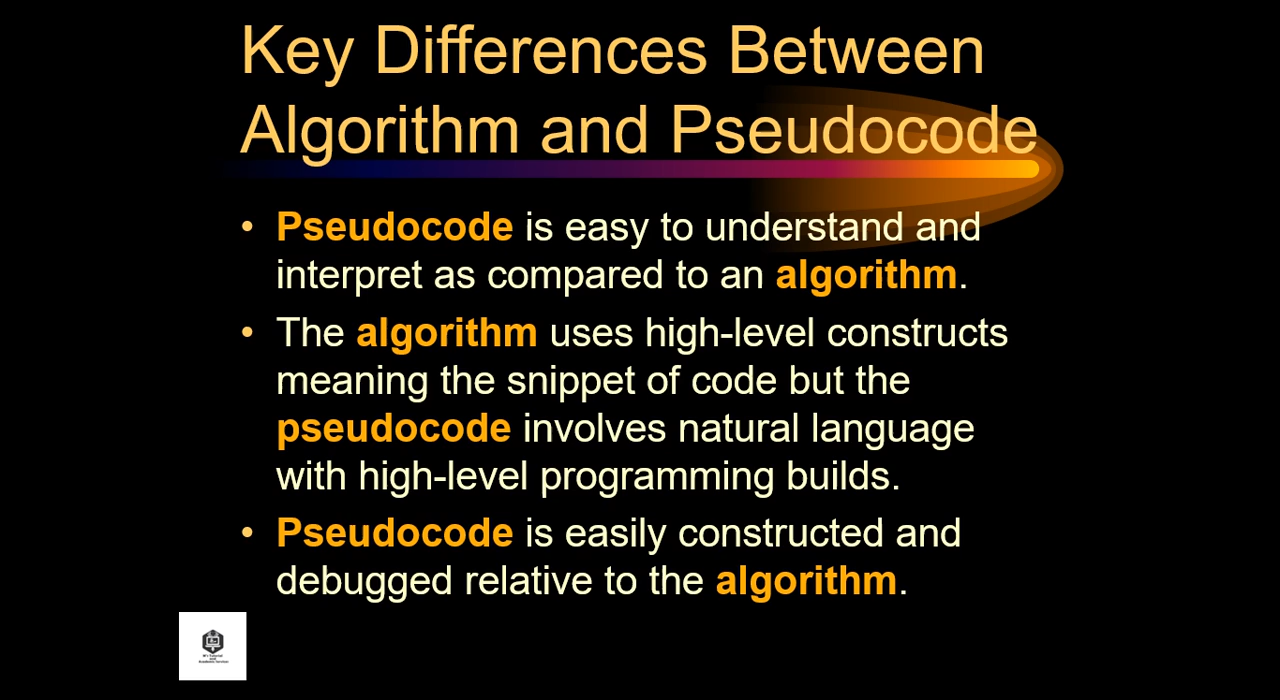 Key Differences Between
Algorithm and Pseudocode
• Pseudocode is easy to understand and
interpret as compared to an algorithm.
• The algorithm uses high-level constructs
meaning the snippet of code but the
pseudocode involves natural language
with high-level programming builds.
• Pseudocode is easily constructed and
debugged relative to the algorithm.